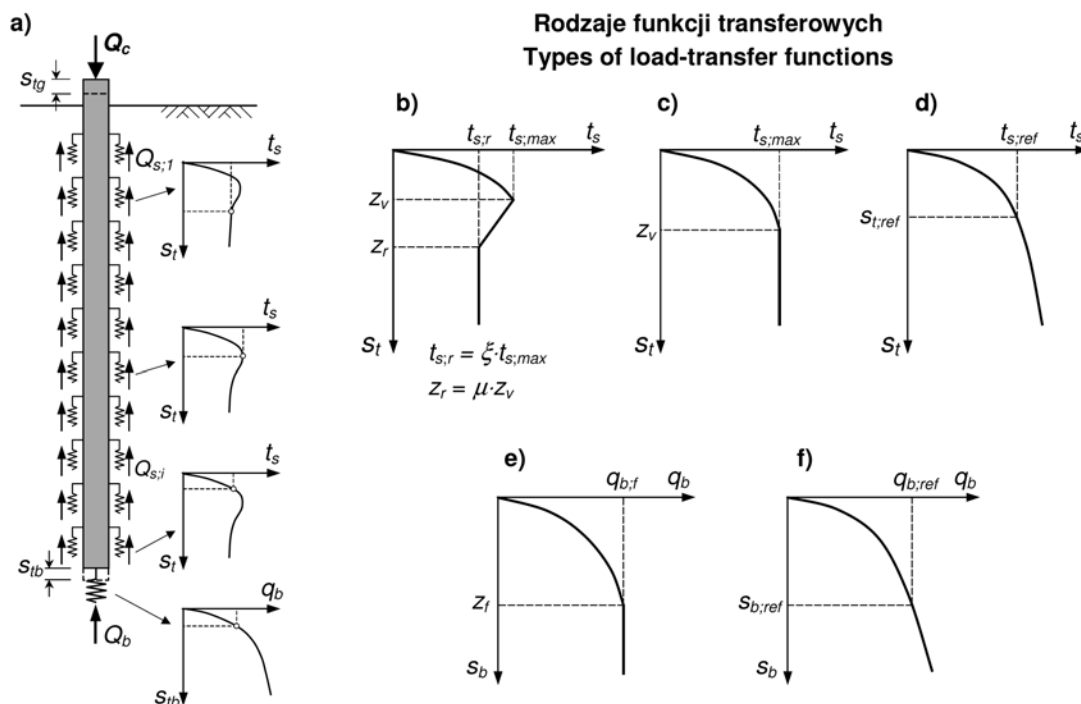 a)
Q_c
s_tg
Q_s;1
t_s
s_t
t_s
s_t
Q_s;i
t_s
s_t
s_tb
Q_b
q_b
s_tb
Rodzaje funkcji transferowych
Types of load-transfer functions
b)
t_s;r t_s;max t_s
z_v
z_r
s_t
t_s;r = ξ·t_s;max
z_r = μ·z_v
c)
t_s;max t_s
z_v
s_t
d)
t_s;ref t_s
s_t;ref
s_t
e)
q_b;f q_b
z_f
s_b
f)
q_b;ref q_b
s_b;ref
s_b